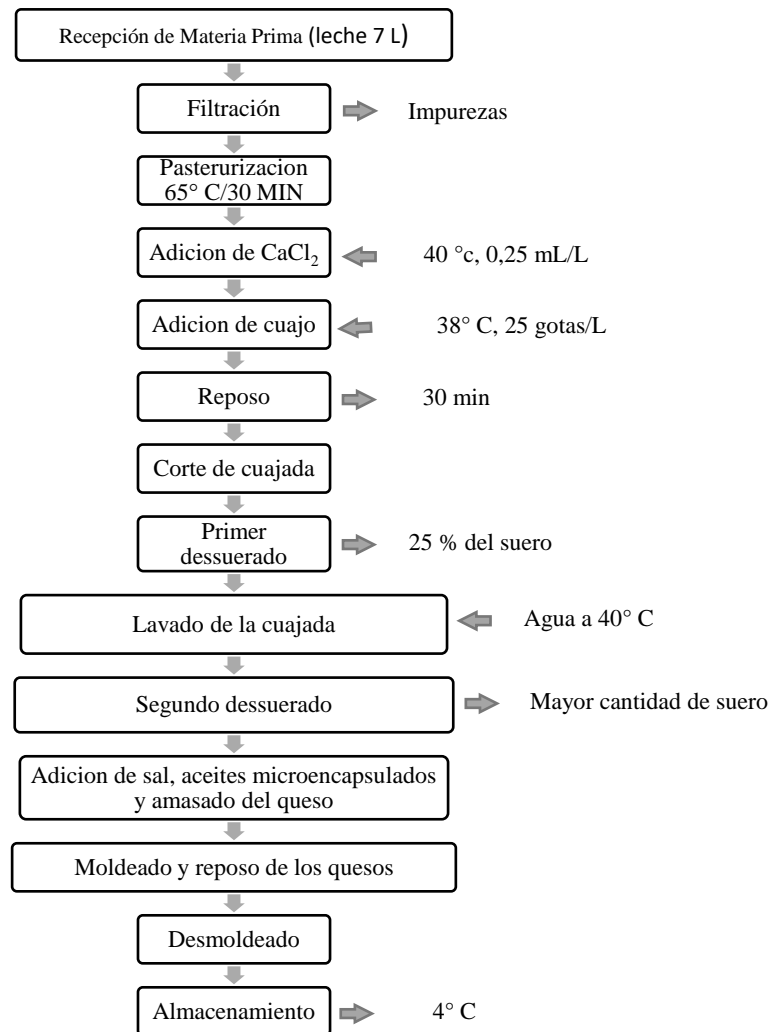 Recepción de Materia Prima (leche 7 L)
Filtración
Impurezas
Pasterurizacion
65° C/30 MIN
Adicion de CaCl₂
40 °c, 0,25 mL/L
Adicion de cuajo
38° C, 25 gotas/L
Reposo
30 min
Corte de cuajada
Primer
dessuerado
25 % del suero
Lavado de la cuajada
Agua a 40° C
Segundo dessuerado
Mayor cantidad de suero
Adicion de sal, aceites microencapsulados
y amasado del queso
Moldeado y reposo de los quesos
Desmoldeado
Almacenamiento
4° C